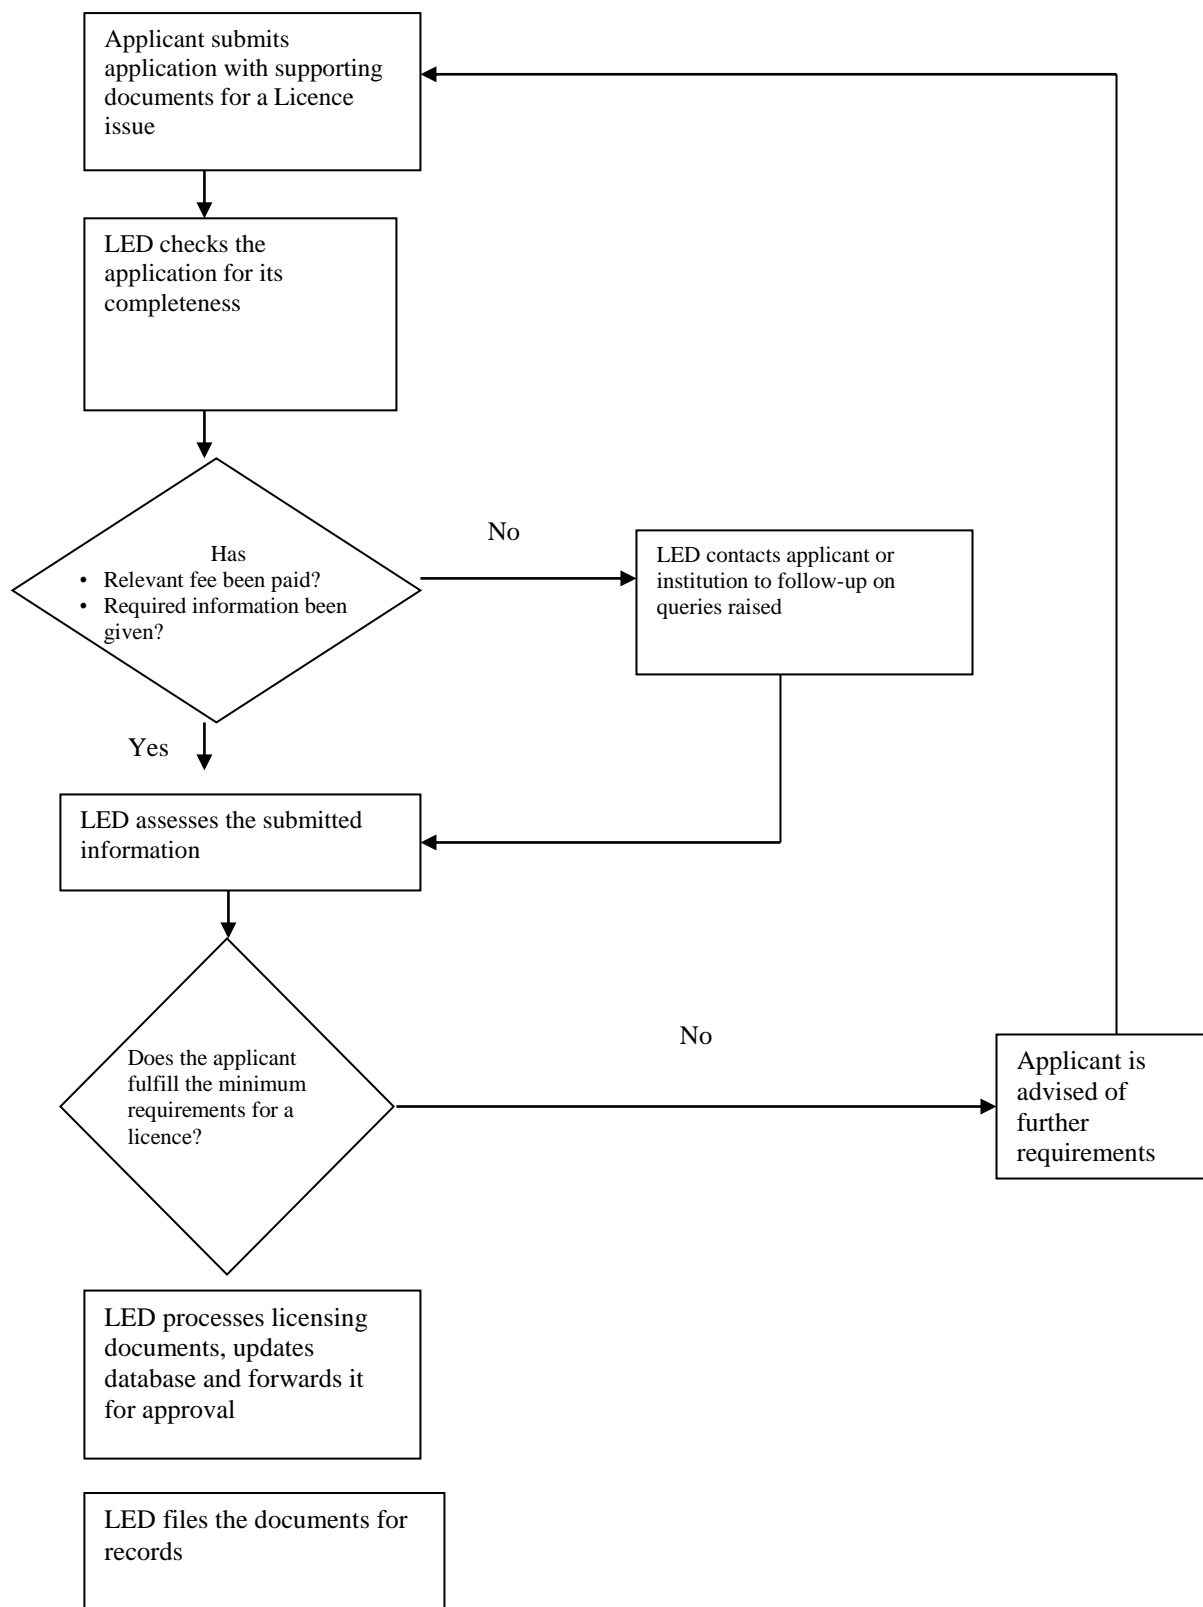 Applicant submits
application with supporting
documents for a Licence
issue
LED checks the
application for its
completeness
Has
• Relevant fee been paid?
• Required information been
given?
No
LED contacts applicant or
institution to follow-up on
queries raised
Yes
LED assesses the submitted
information
Does the applicant
fulfill the minimum
requirements for a
licence?
No
Applicant is
advised of
further
requirements
LED processes licensing
documents, updates
database and forwards it
for approval
LED files the documents for
records